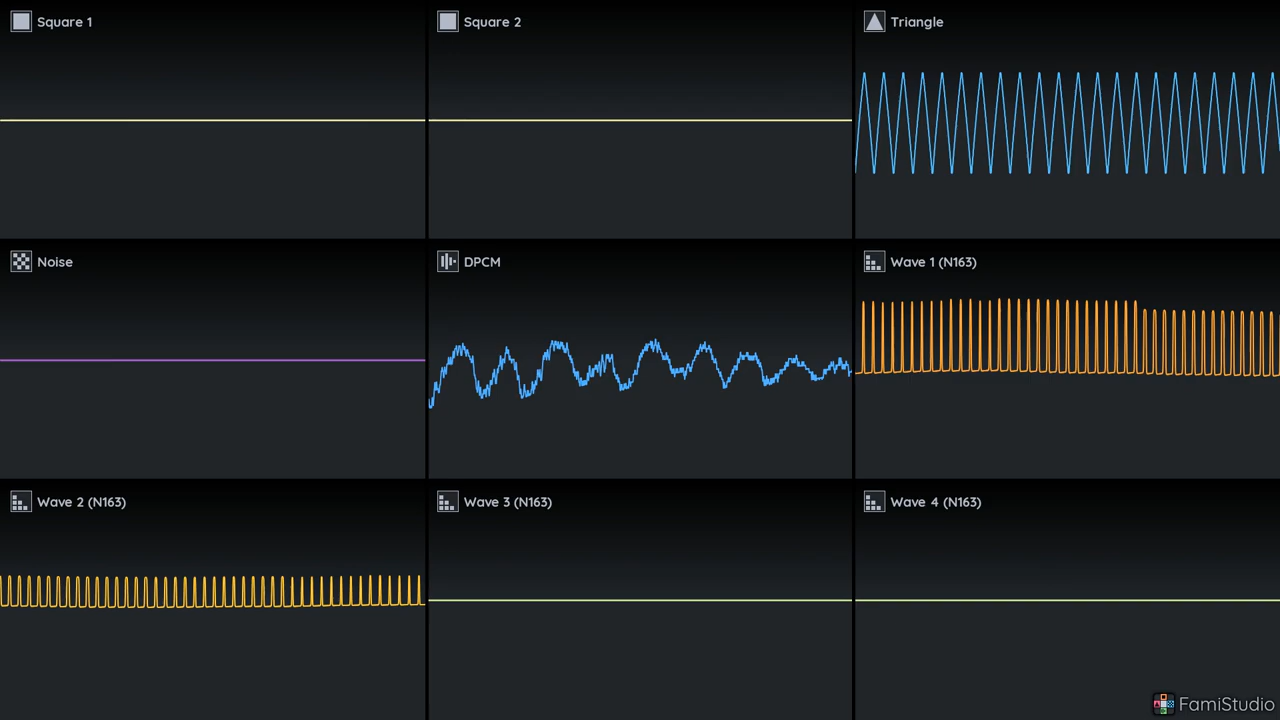 Square 1
Square 2
Triangle
Noise
DPCM
Wave 1 (N163)
Wave 2 (N163)
Wave 3 (N163)
Wave 4 (N163)
FamiStudio